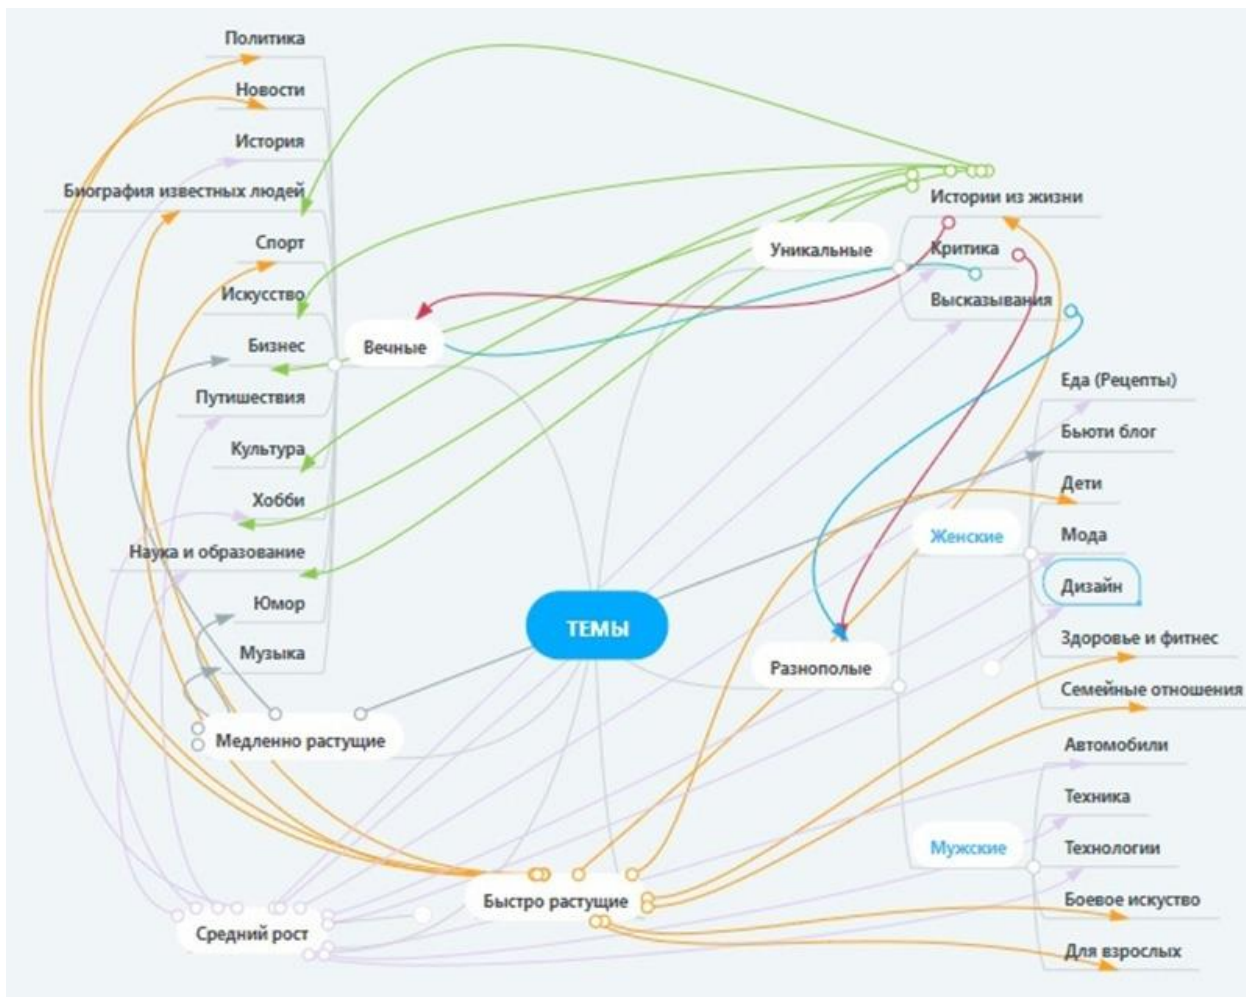 Политика
Новости
История
Биография известных людей
Спорт
Искусство
Бизнес
Путишествия
Культура
Хобби
Наука и образование
Юмор
Музыка
Вечные
Медленно растущие
Средний рост
Быстро растущие
ТЕМЫ
Уникальные
Истории из жизни
Критика
Высказывания
Разнополые
Женские
Еда (Рецепты)
Бьюти блог
Дети
Мода
Дизайн
Здоровье и фитнес
Семейные отношения
Мужские
Автомобили
Техника
Технологии
Боевое искуство
Для взрослых